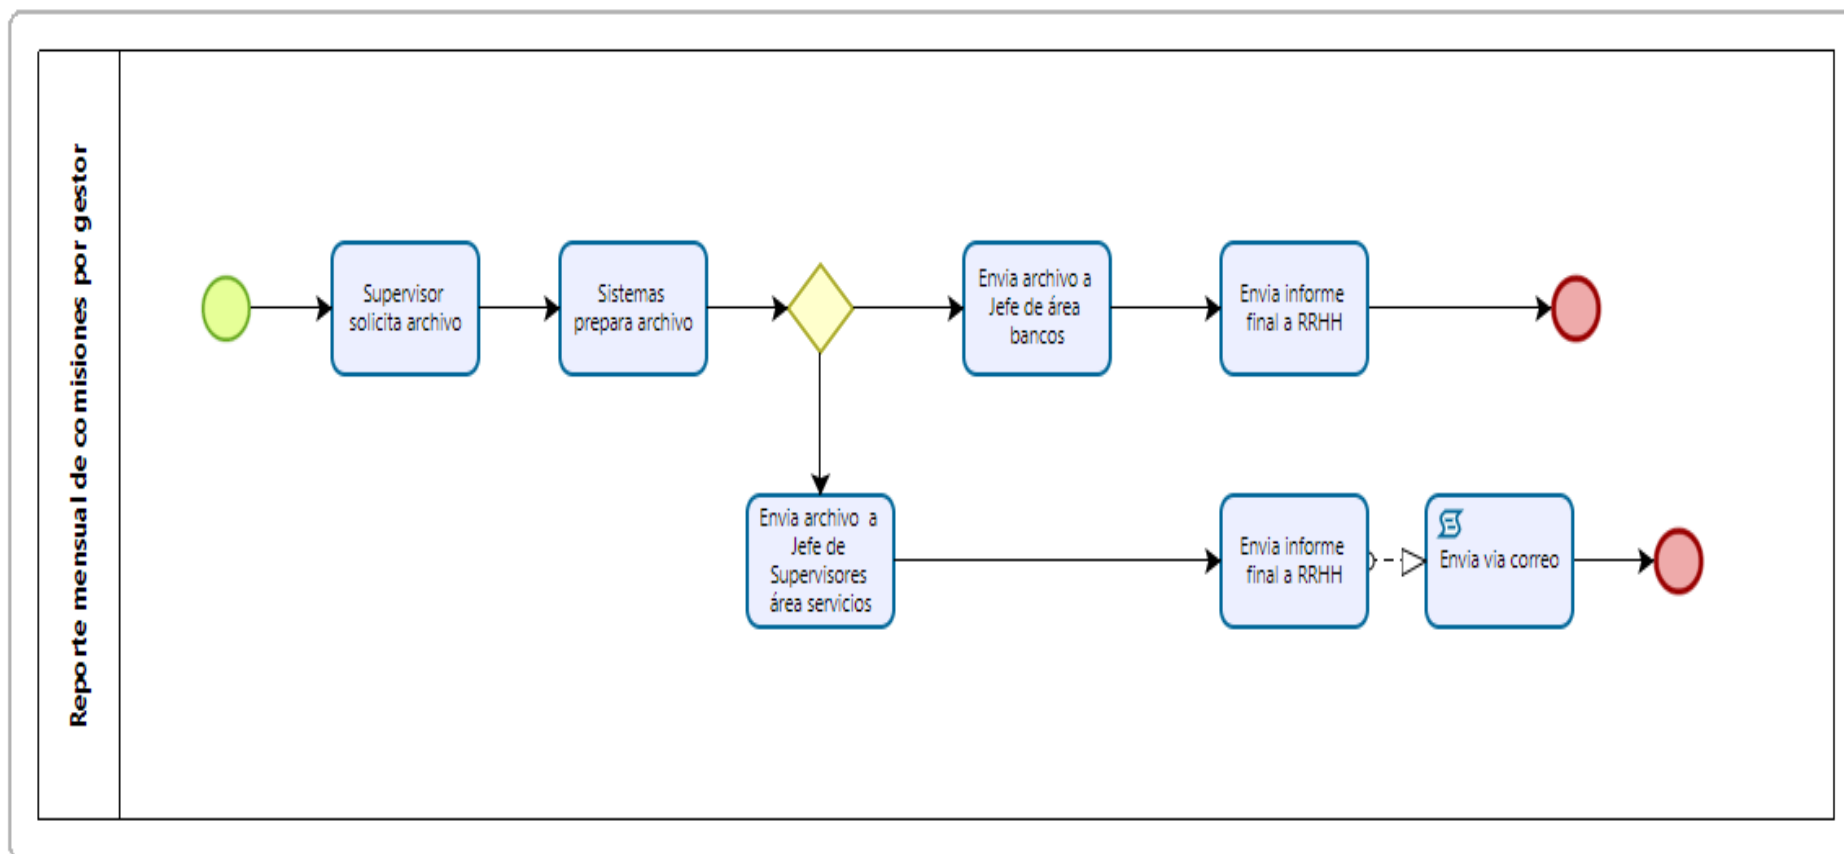 Reporte mensual de comisiones por gestor
Supervisor
solicita archivo
Sistemas
prepara archivo
Envia archivo a
Jefe de área
bancos
Envia informe
final a RRHH
Envia archivo  a
Jefe de
Supervisores
área servicios
Envia informe
final a RRHH
Envia via correo